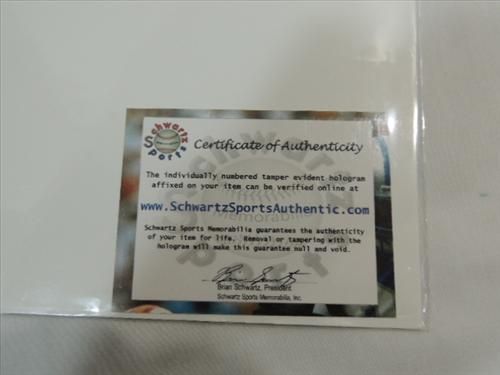 Schwartz
Sports
Certificate of Authenticity
The individually numbered tamper evident hologram
affixed on your item can be verified online at
www.SchwartzSportsAuthentic.com
Schwartz Sports Memorabilia guarantees the authenticity
of your item for life. Removal or tampering with the
hologram will make this guarantee null and void.
Brian Schwartz, President
Schwartz Sports Memorabilia, Inc.